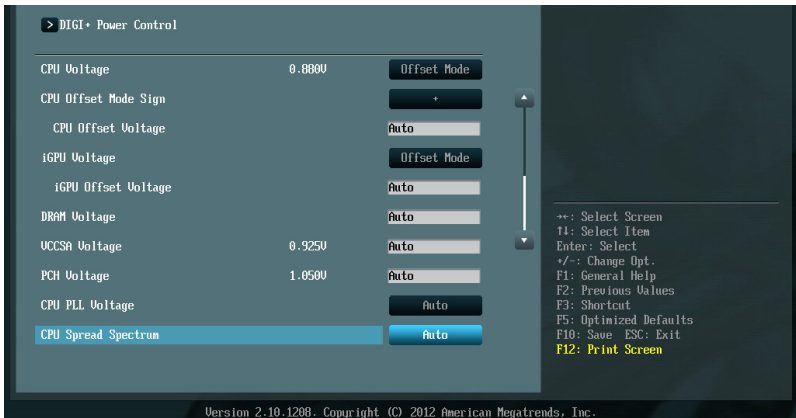 > DIGI+ Power Control
CPU Voltage 0.880V Offset Mode
CPU Offset Mode Sign +
CPU Offset Voltage Auto
iGPU Voltage Offset Mode
iGPU Offset Voltage Auto
DRAM Voltage Auto
VCCSA Voltage 0.925V Auto
PCH Voltage 1.050V Auto
CPU PLL Voltage Auto
CPU Spread Spectrum Auto
→←: Select Screen
↑↓: Select Item
Enter: Select
+/-: Change Opt.
F1: General Help
F2: Previous Values
F3: Shortcut
F5: Optimized Defaults
F10: Save ESC: Exit
F12: Print Screen
Version 2.10.1208. Copyright (C) 2012 American Megatrends, Inc.